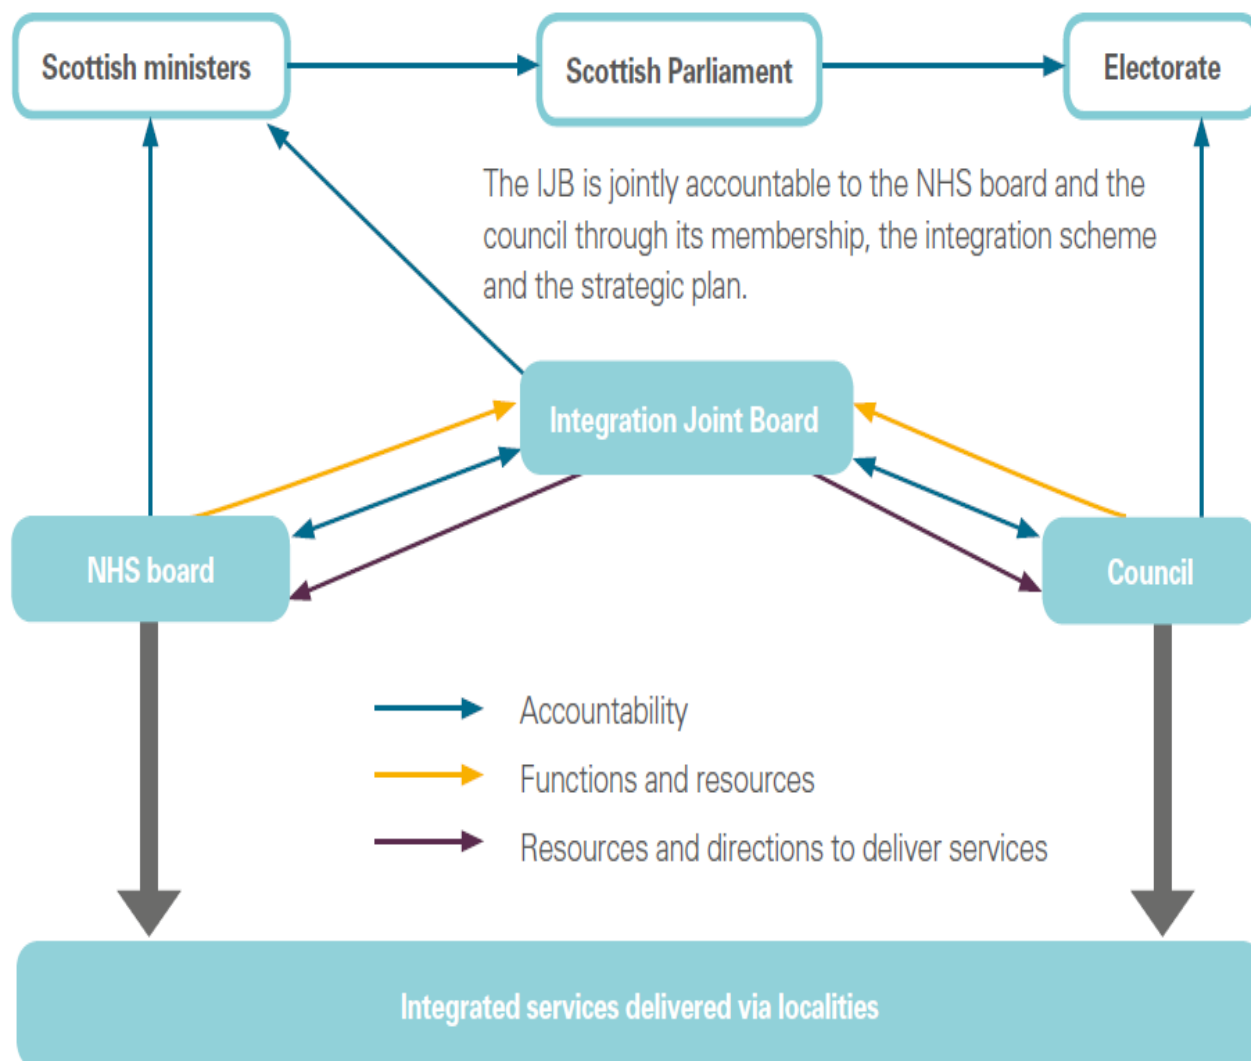 Scottish ministers
Scottish Parliament
Electorate
The IJB is jointly accountable to the NHS board and the
council through its membership, the integration scheme
and the strategic plan.
Integration Joint Board
NHS board
Council
Accountability
Functions and resources
Resources and directions to deliver services
Integrated services delivered via localities